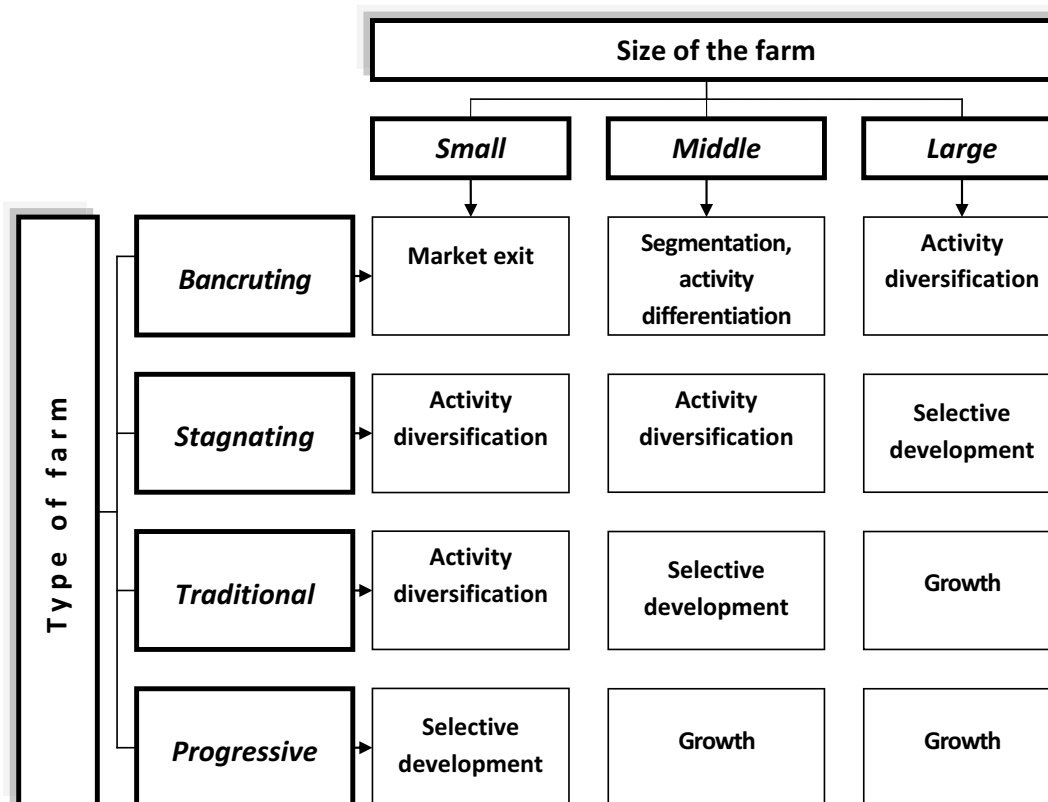 Size of the farm
Small
Middle
Large
Type of farm
Bancruting
Market exit
Segmentation,
activity
differentiation
Activity
diversification
Stagnating
Activity
diversification
Activity
diversification
Selective
development
Traditional
Activity
diversification
Selective
development
Growth
Progressive
Selective
development
Growth
Growth